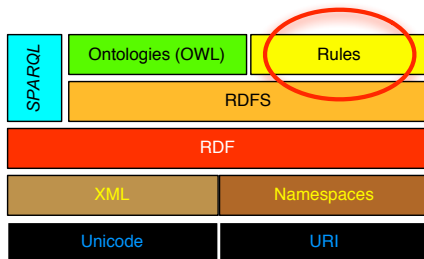 SPARQL
Ontologies (OWL)
Rules
RDFS
RDF
XML
Namespaces
Unicode
URI